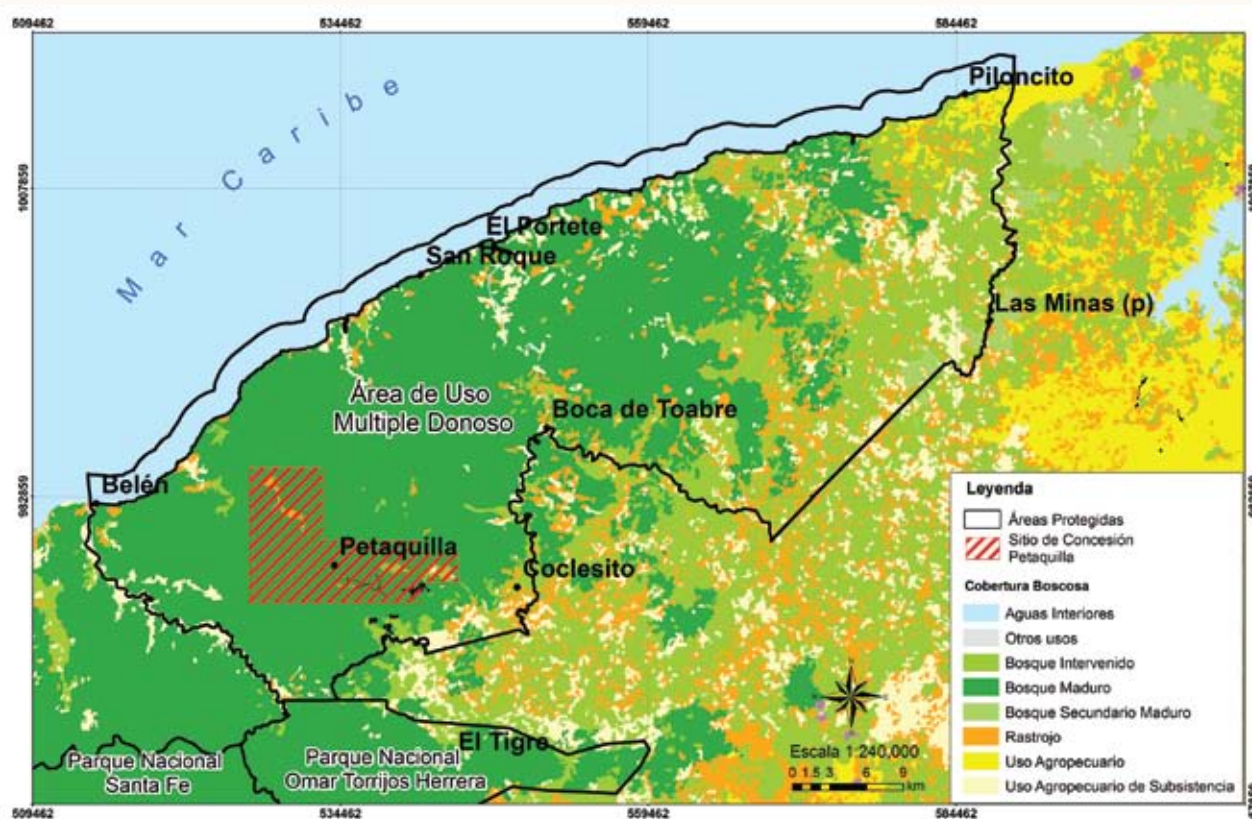 509462 534462 559462 584462
Mar Caribe
Piloncito
1007859
El Portete
San Roque
Las Minas (p)
Área de Uso
Multiple Donoso
Boca de Toabre
982859
Belén
Petaquilla
Coclesito
El Tigre
Parque Nacional
Santa Fe
Parque Nacional
Omar Torrijos Herrera
Escala 1:240,000
0 1.5 3 6 9
km
Leyenda
Áreas Protegidas
Sitio de Concesión
Petaquilla
Cobertura Boscosa
Aguas Interiores
Otros usos
Bosque Intervenido
Bosque Maduro
Bosque Secundario Maduro
Rastrojo
Uso Agropecuario
Uso Agropecuario de Subsistencia
509462 534462 559462 584462